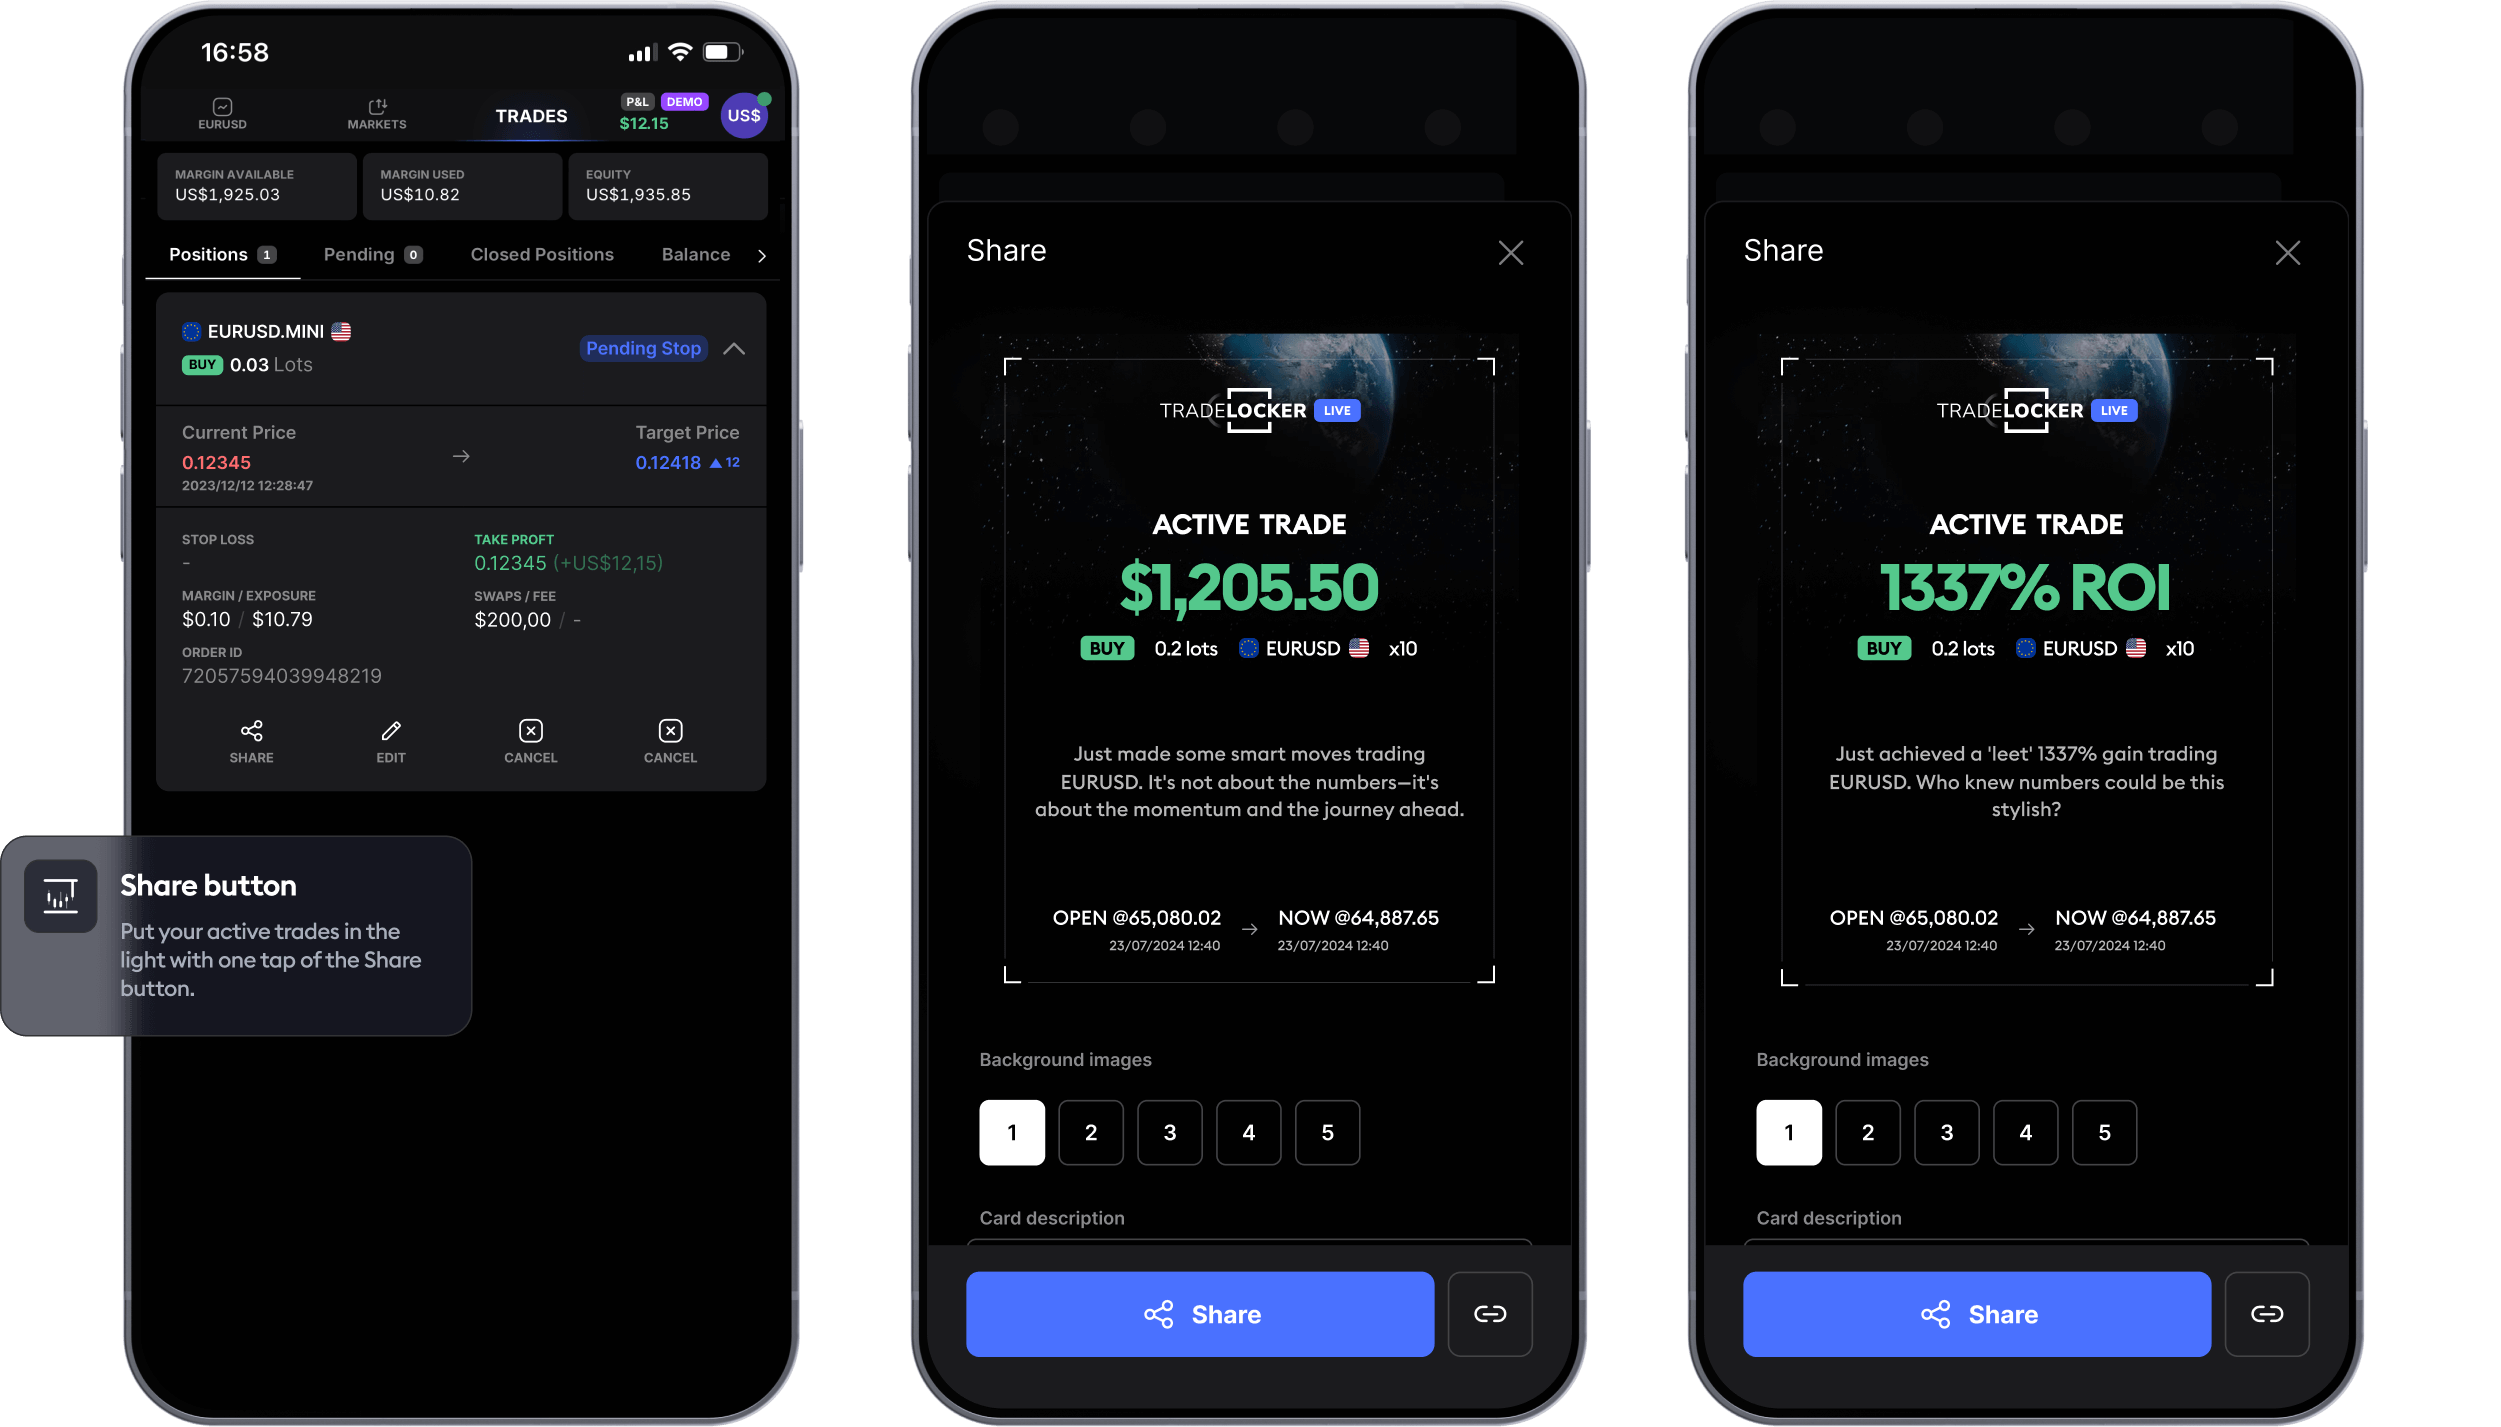 16:58
EURUSD
MARKETS
TRADES
P&L DEMO
$12.15
US$
MARGIN AVAILABLE
US$1,925.03
MARGIN USED
US$10.82
EQUITY
US$1,935.85
Positions 1
Pending 0
Closed Positions
Balance
EURUSD.MINI
BUY 0.03 Lots
Pending Stop
Current Price
0.12345
2023/12/12 12:28:47
Target Price
0.12418 12
STOP LOSS
-
TAKE PROFT
0.12345 (+US$12,15)
MARGIN / EXPOSURE
$0.10 / $10.79
SWAPS / FEE
$200,00 / -
ORDER ID
72057594039948219
SHARE
EDIT
CANCEL
CANCEL
Share button
Put your active trades in the
light with one tap of the Share
button.
Share
TRADELOCKER LIVE
ACTIVE TRADE
$1,205.50
BUY 0.2 lots EURUSD x10
Just made some smart moves trading
EURUSD. It's not about the numbers—it's
about the momentum and the journey ahead.
OPEN @65,080.02
23/07/2024 12:40
NOW @64,887.65
23/07/2024 12:40
Background images
1 2 3 4 5
Card description
Share
Share
TRADELOCKER LIVE
ACTIVE TRADE
1337% ROI
BUY 0.2 lots EURUSD x10
Just achieved a 'leet' 1337% gain trading
EURUSD. Who knew numbers could be this
stylish?
OPEN @65,080.02
23/07/2024 12:40
NOW @64,887.65
23/07/2024 12:40
Background images
1 2 3 4 5
Card description
Share